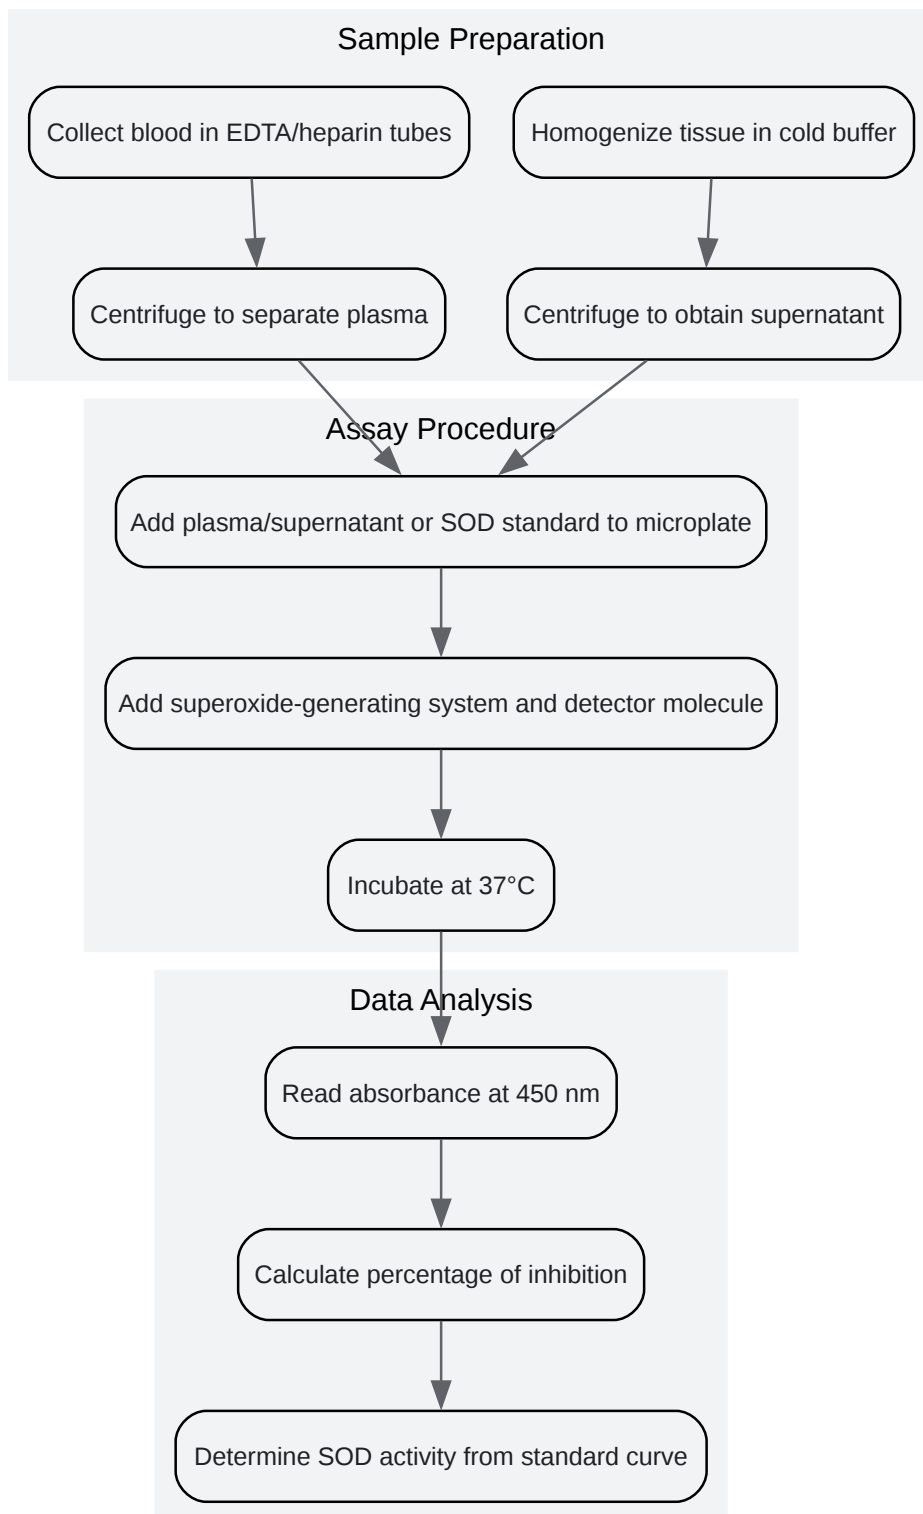 Sample Preparation
Collect blood in EDTA/heparin tubes
Homogenize tissue in cold buffer
Centrifuge to separate plasma
Centrifuge to obtain supernatant
Assay Procedure
Add plasma/supernatant or SOD standard to microplate
Add superoxide-generating system and detector molecule
Incubate at 37°C
Data Analysis
Read absorbance at 450 nm
Calculate percentage of inhibition
Determine SOD activity from standard curve